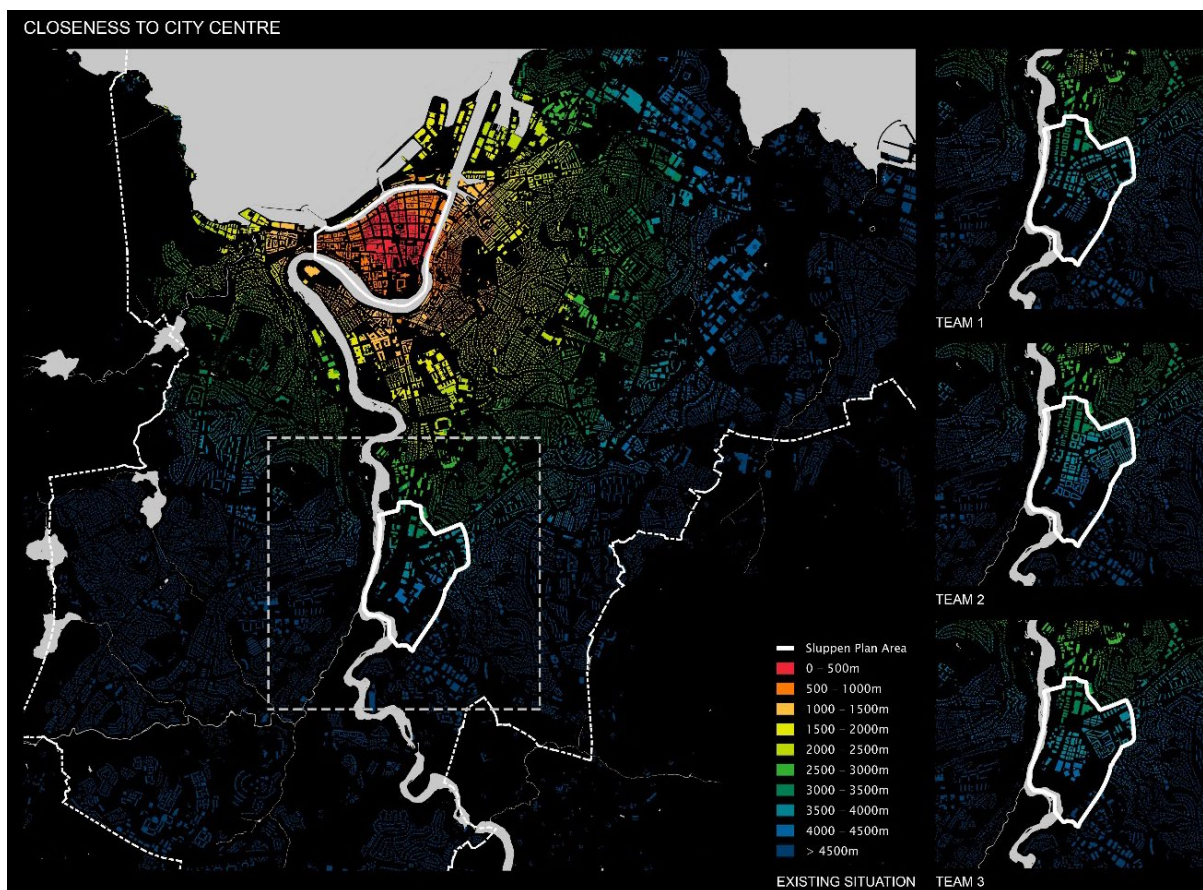 CLOSENESS TO CITY CENTRE
TEAM 1
TEAM 2
Sluppen Plan Area
0 – 500m
500 – 1000m
1000 – 1500m
1500 – 2000m
2000 – 2500m
2500 – 3000m
3000 – 3500m
3500 – 4000m
4000 – 4500m
> 4500m
EXISTING SITUATION
TEAM 3